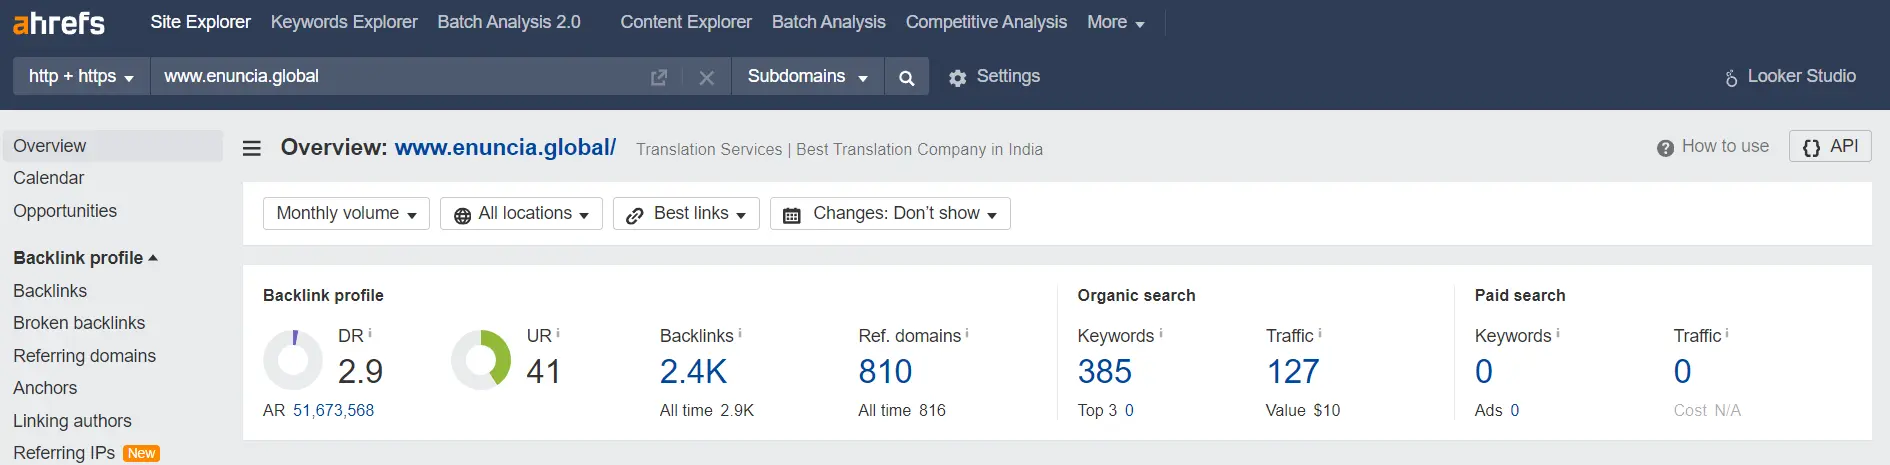 ahrefs Site Explorer Keywords Explorer Batch Analysis 2.0 Content Explorer Batch Analysis Competitive Analysis More
http + https www.enuncia.global Subdomains Settings Looker Studio
Overview
Calendar
Opportunities
Backlink profile
Backlinks
Broken backlinks
Referring domains
Anchors
Linking authors
Referring IPs New
Overview: www.enuncia.global/ Translation Services | Best Translation Company in India How to use {} API
Monthly volume All locations Best links Changes: Don't show
Backlink profile
DR i
2.9
AR 51,673,568
UR i
41
Backlinks i
2.4K
All time 2.9K
Ref. domains i
810
All time 816
Organic search
Keywords i
385
Top 3 0
Traffic i
127
Value $10
Paid search
Keywords i
0
Ads 0
Traffic i
0
Cost N/A